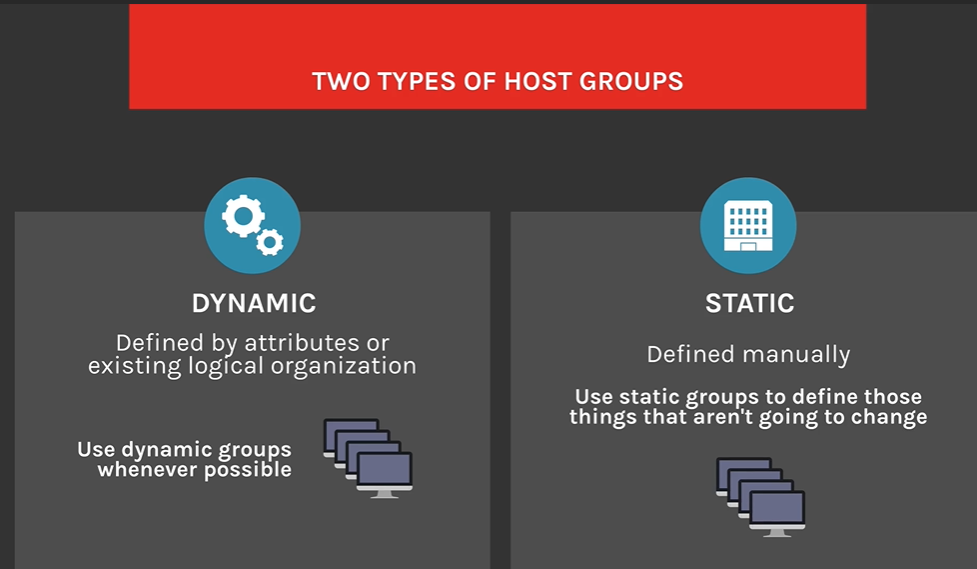 TWO TYPES OF HOST GROUPS
DYNAMIC
Defined by attributes or
existing logical organization
Use dynamic groups
whenever possible
STATIC
Defined manually
Use static groups to define those
things that aren't going to change